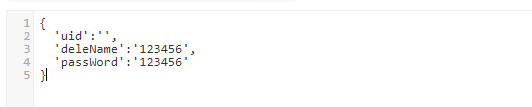 1 {
2   'uid':'',
3   'deleName':'123456',
4   'passWord':'123456'
5 }